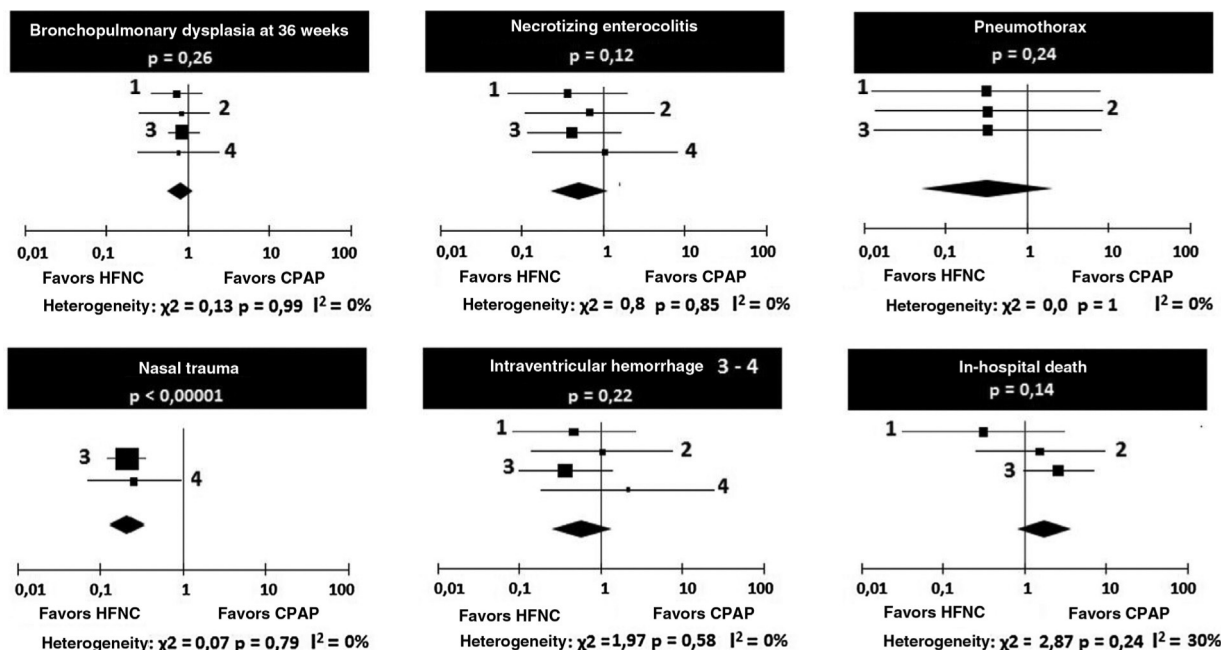 Bronchopulmonary dysplasia at 36 weeks
p = 0,26
1
2
3
4
0,01 0,1 1 10 100
Favors HFNC Favors CPAP
Heterogeneity: χ2 = 0,13 p = 0,99 I² = 0%
Necrotizing enterocolitis
p = 0,12
1
2
3
4
0,01 0,1 1 10 100
Favors HFNC Favors CPAP
Heterogeneity: χ2 = 0,8 p = 0,85 I² = 0%
Pneumothorax
p = 0,24
1
2
3
0,01 0,1 1 10 100
Favors HFNC Favors CPAP
Heterogeneity: χ2 = 0,0 p = 1 I² = 0%
Nasal trauma
p < 0,00001
3
4
0,01 0,1 1 10 100
Favors HFNC Favors CPAP
Heterogeneity: χ2 = 0,07 p = 0,79 I² = 0%
Intraventricular hemorrhage 3 - 4
p = 0,22
1
2
3
4
0,01 0,1 1 10 100
Favors HFNC Favors CPAP
Heterogeneity: χ2 =1,97 p = 0,58 I² = 0%
In-hospital death
p = 0,14
1
2
3
0,01 0,1 1 10 100
Favors HFNC Favors CPAP
Heterogeneity: χ2 = 2,87 p = 0,24 I² = 30%